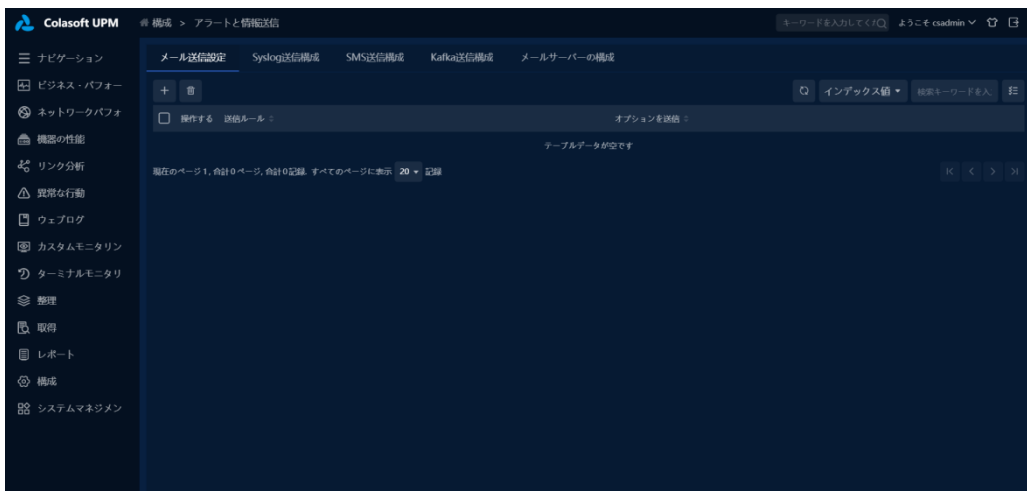 Colasoft UPM
構成 > アラートと情報送信
キーワードを入力してくだ
ようこそ csadmin
ナビゲーション
ビジネス・パフォー
ネットワークパフォ
機器の性能
リンク分析
異常な行動
ウェブログ
カスタムモニタリン
ターミナルモニタリ
整理
取得
レポート
構成
システムマネジメン
メール送信設定
Syslog送信構成
SMS送信構成
Kafka送信構成
メールサーバーの構成
インデックス値
検索キーワードを入.
操作する
送信ルール
オプションを送信
テーブルデータが空です
現在のページ 1, 合計 0 ページ, 合計 0 記録. すべてのページに表示 20 記録